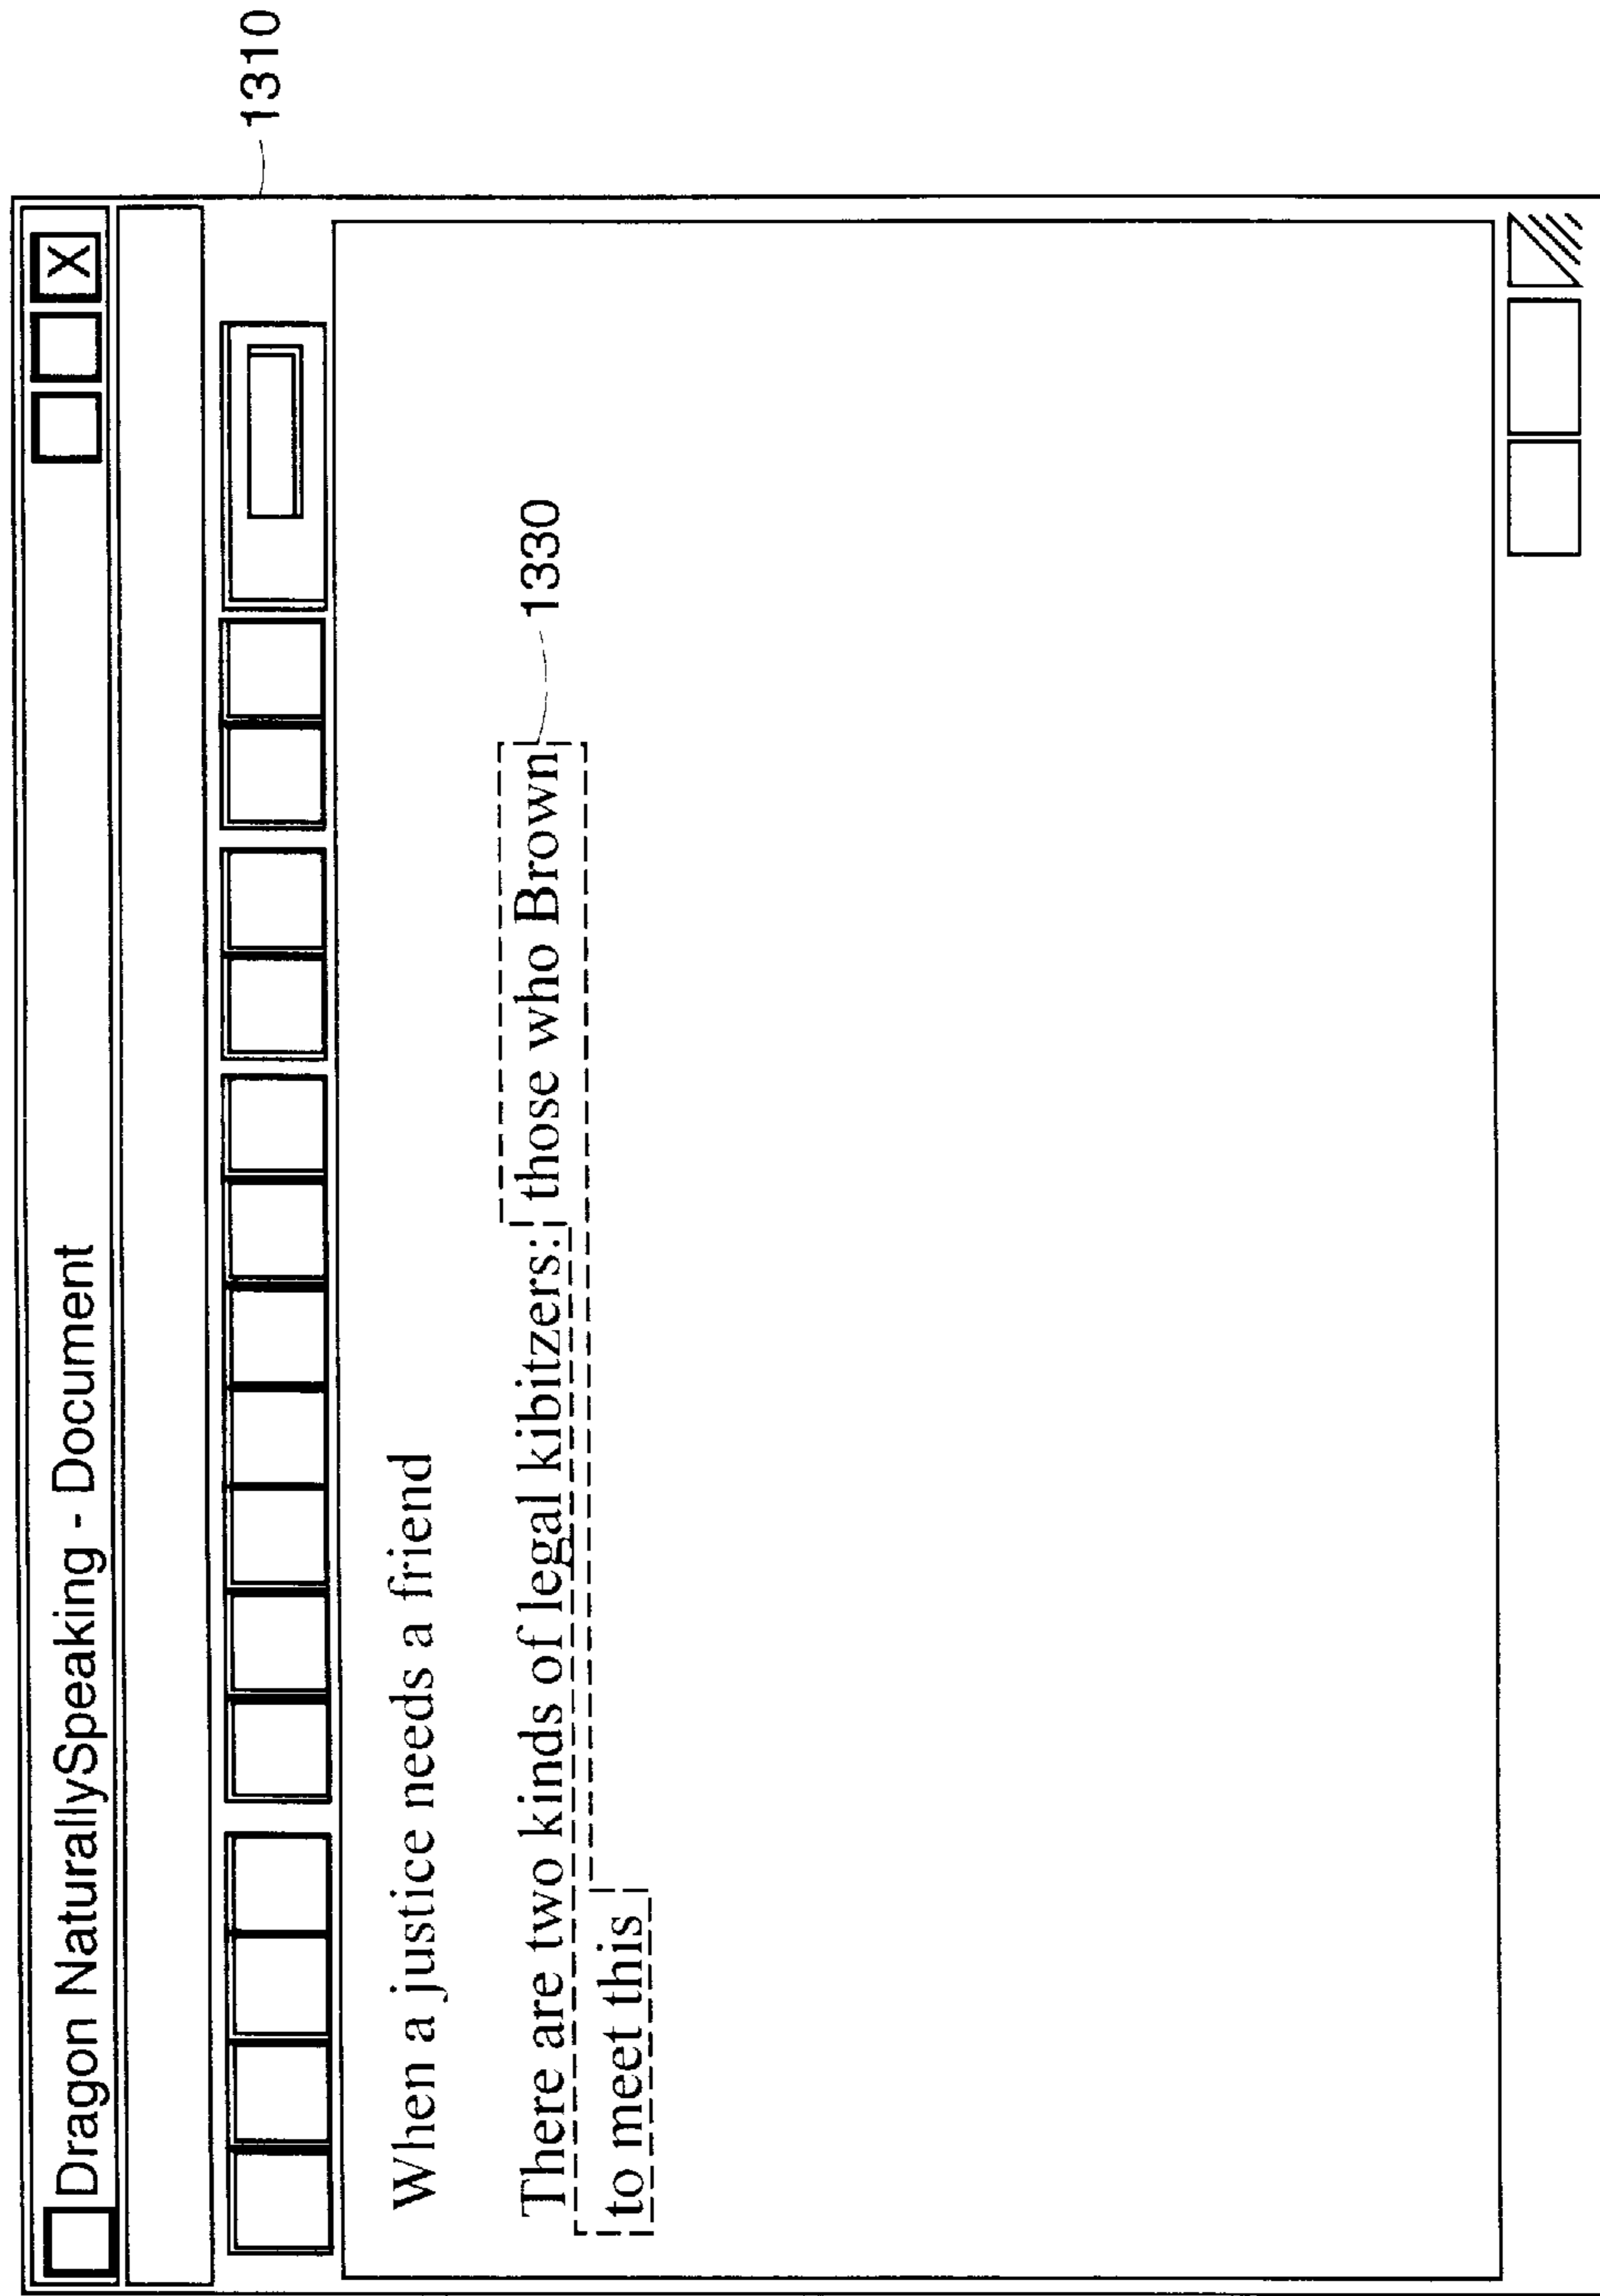 Dragon NaturallySpeaking - Document
1310
When a justice needs a friend
1330
There are two kinds of legal kibitzers: those who Brown
to meet this
X